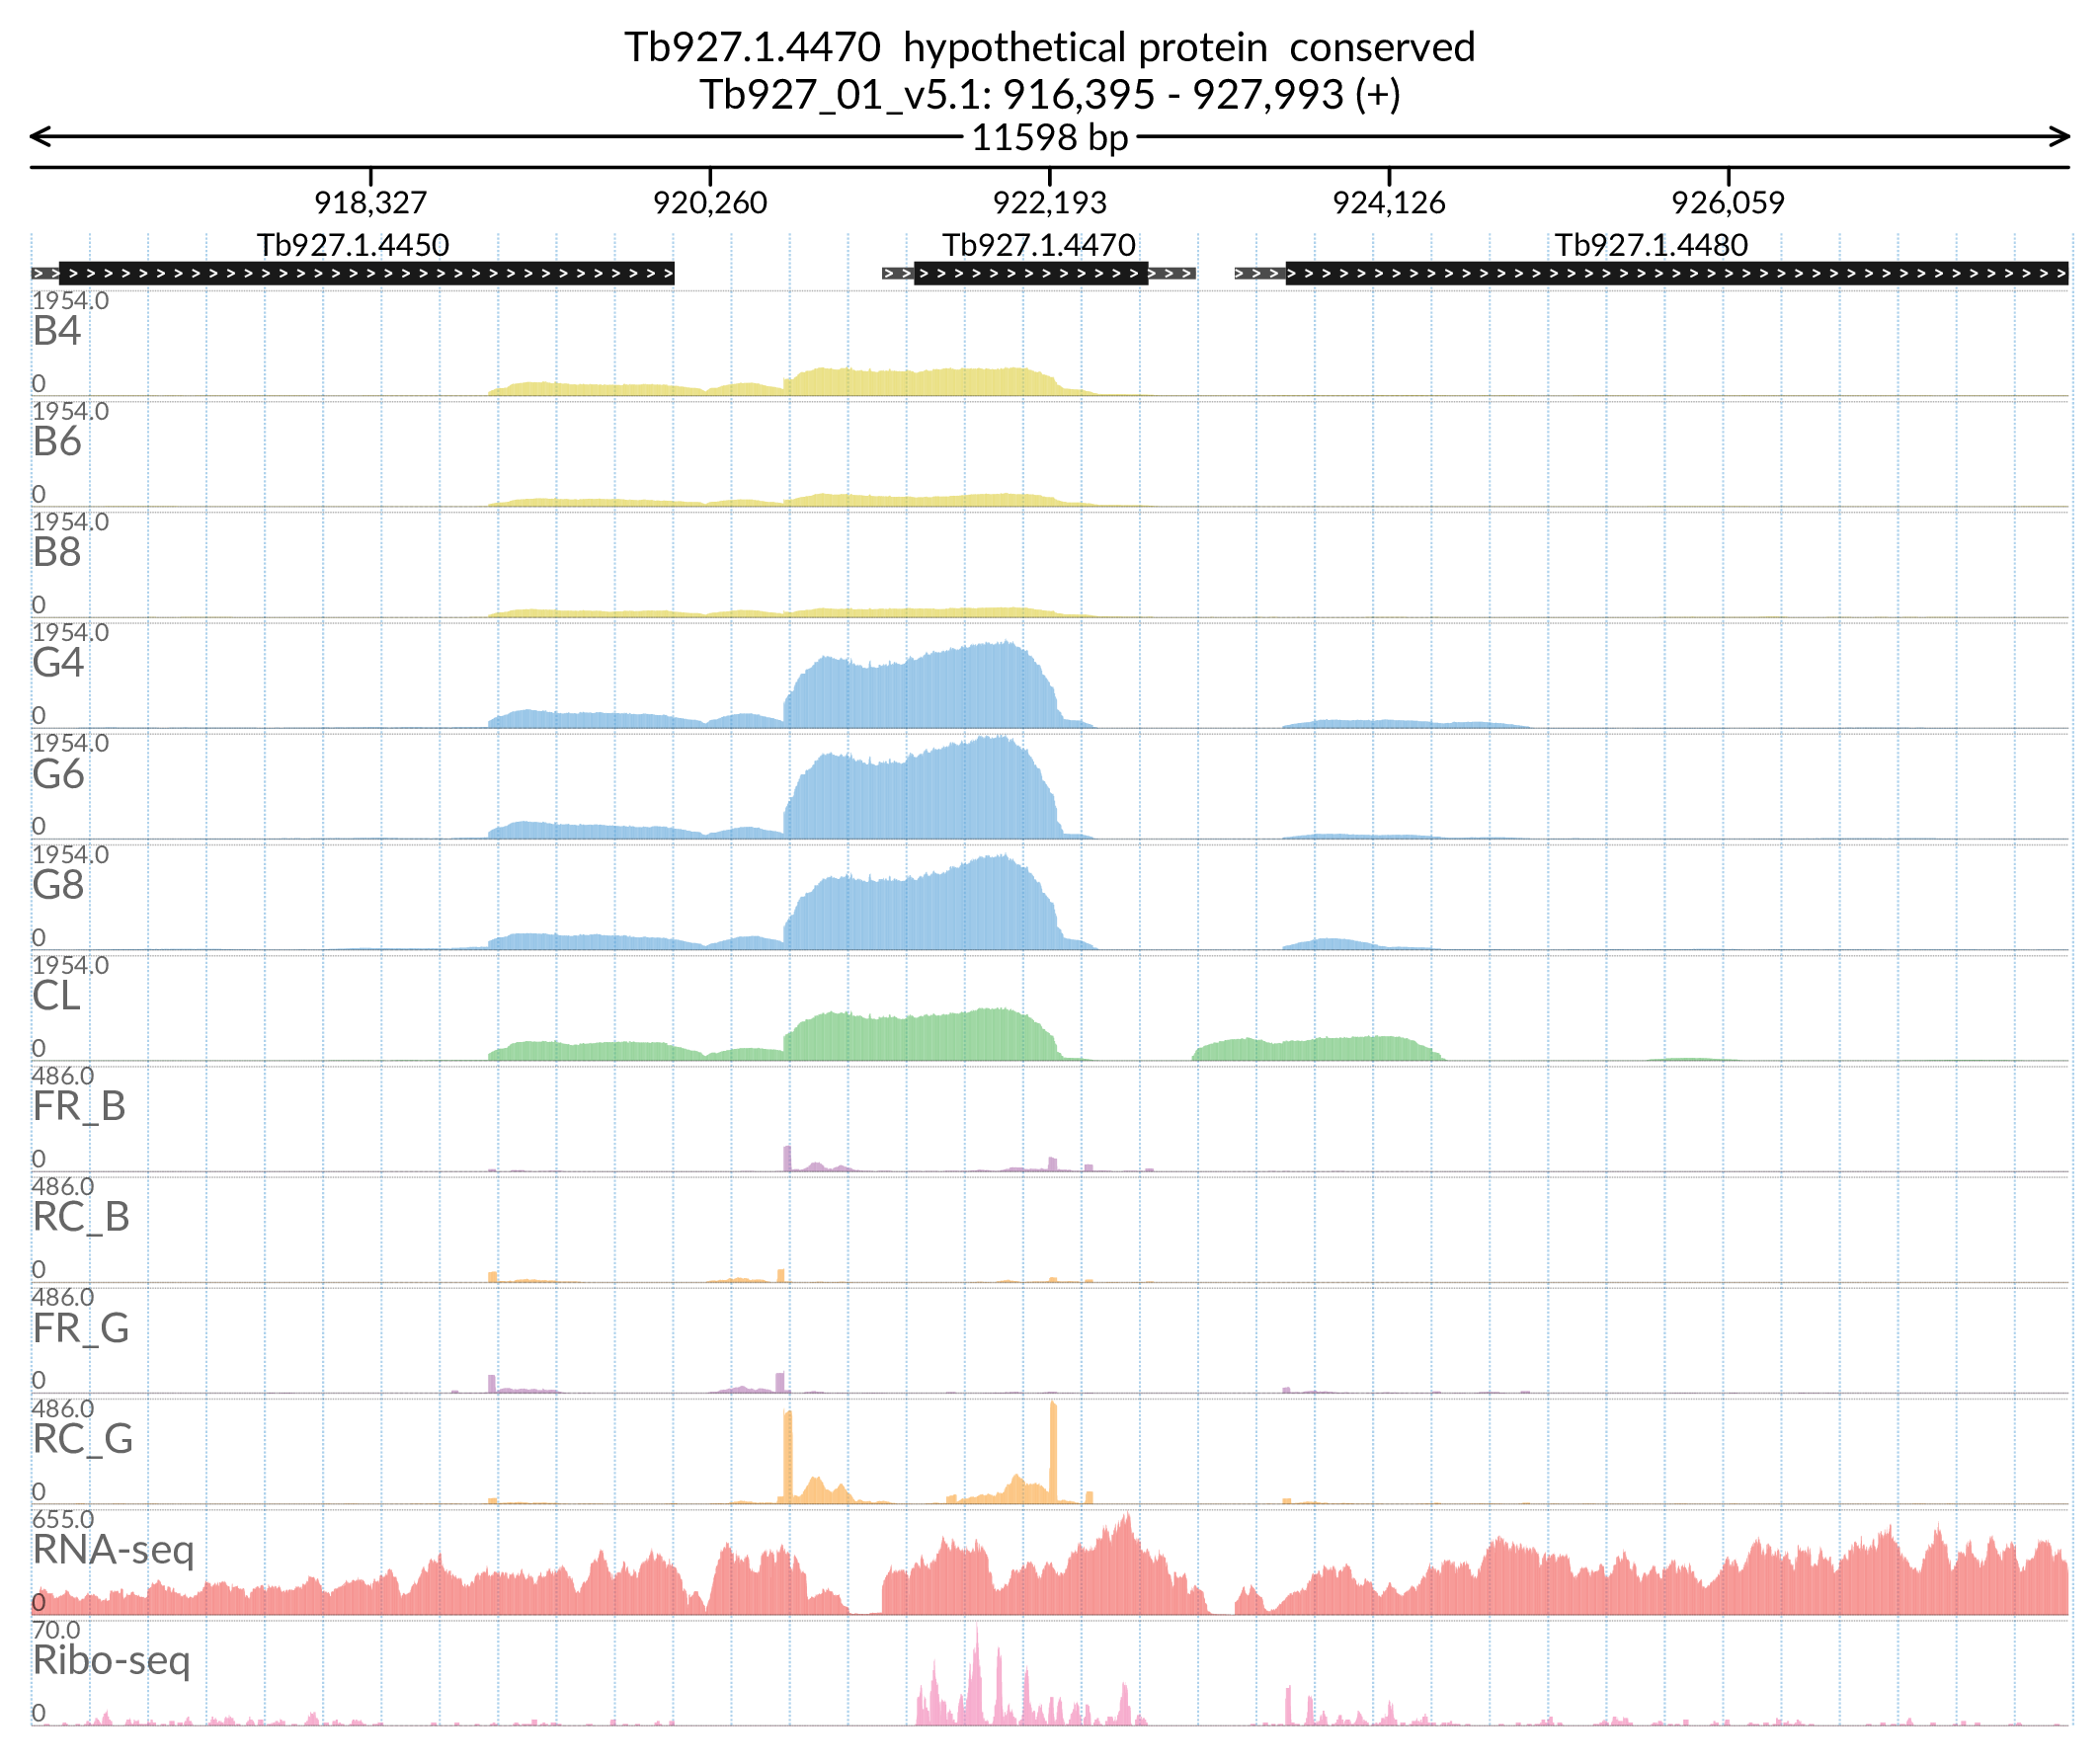 Tb927.1.4470  hypothetical protein  conserved
Tb927_01_v5.1: 916,395 - 927,993 (+)
11598 bp
918,327 920,260 922,193 924,126 926,059
Tb927.1.4450 Tb927.1.4470 Tb927.1.4480
1954.0
B4
0
1954.0
B6
0
1954.0
B8
0
1954.0
G4
0
1954.0
G6
0
1954.0
G8
0
1954.0
CL
0
486.0
FR_B
0
486.0
RC_B
0
486.0
FR_G
0
486.0
RC_G
0
655.0
RNA-seq
0
70.0
Ribo-seq
0